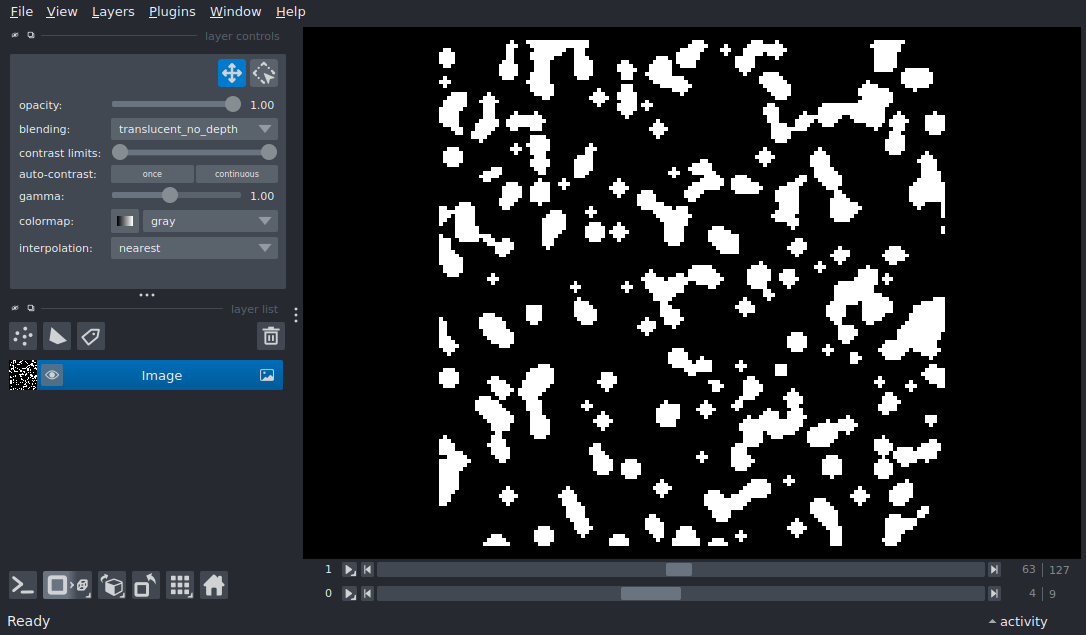 File View Layers Plugins Window Help
layer controls
opacity: 1.00
blending: translucent_no_depth
contrast limits:
auto-contrast: once continuous
gamma: 1.00
colormap: gray
interpolation: nearest
layer list
Image
1 63 127
0 4 9
Ready activity